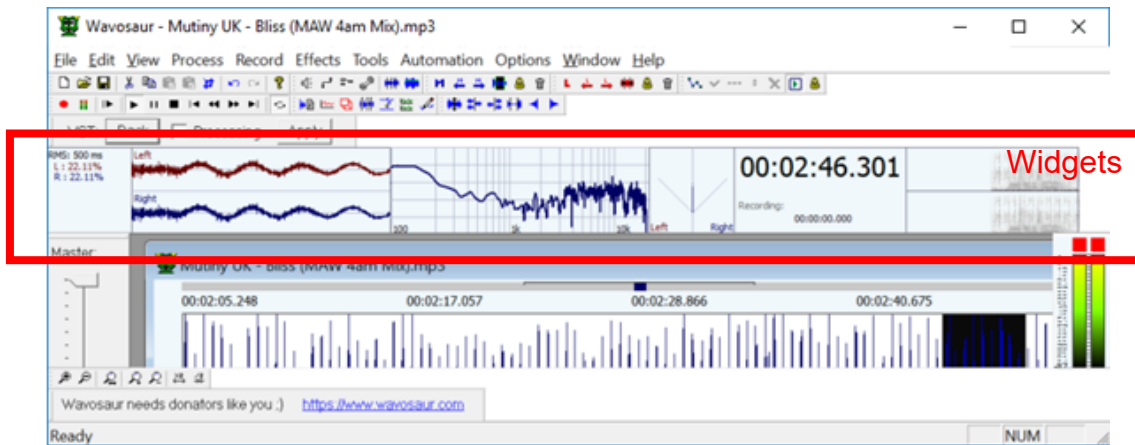 Wavosaur - Mutiny UK - Bliss (MAW 4am Mix).mp3
File Edit View Process Record Effects Tools Automation Options Window Help
VST: Rack Processing Apply
RMS: 500 ms
L : 22.11%
R : 22.11%
Left
Right
100 1k 10k
Left Right
00:02:46.301
Recording:
00:00:00.000
Widgets
Master:
Mutiny UK - Bliss (MAW 4am Mix).mp3
00:02:05.248 00:02:17.057 00:02:28.866 00:02:40.675
Wavosaur needs donators like you ;) https://www.wavosaur.com
Ready NUM